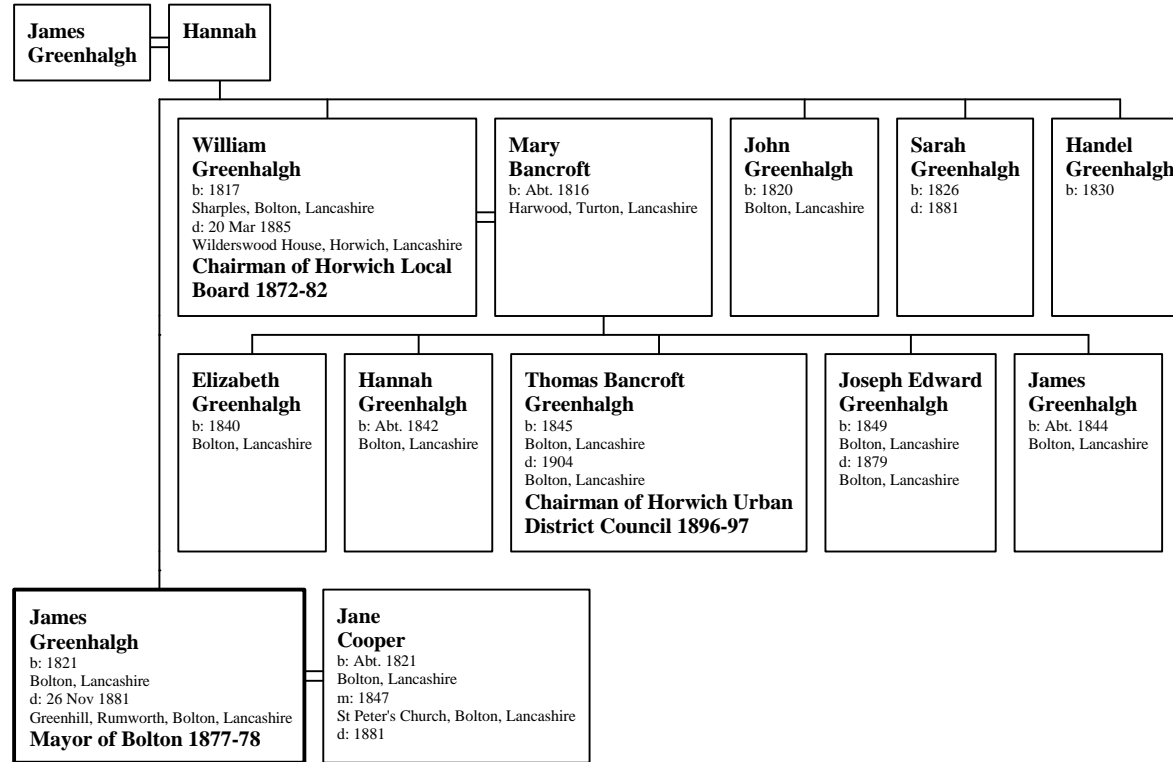 James
Greenhalgh
Hannah
William
Greenhalgh
b: 1817
Sharples, Bolton, Lancashire
d: 20 Mar 1885
Wilderswood House, Horwich, Lancashire
Chairman of Horwich Local
Board 1872-82
Mary
Bancroft
b: Abt. 1816
Harwood, Turton, Lancashire
John
Greenhalgh
b: 1820
Bolton, Lancashire
Sarah
Greenhalgh
b: 1826
d: 1881
Handel
Greenhalgh
b: 1830
Elizabeth
Greenhalgh
b: 1840
Bolton, Lancashire
Hannah
Greenhalgh
b: Abt. 1842
Bolton, Lancashire
Thomas Bancroft
Greenhalgh
b: 1845
Bolton, Lancashire
d: 1904
Bolton, Lancashire
Chairman of Horwich Urban
District Council 1896-97
Joseph Edward
Greenhalgh
b: 1849
Bolton, Lancashire
d: 1879
Bolton, Lancashire
James
Greenhalgh
b: Abt. 1844
Bolton, Lancashire
James
Greenhalgh
b: 1821
Bolton, Lancashire
d: 26 Nov 1881
Greenhill, Rumworth, Bolton, Lancashire
Mayor of Bolton 1877-78
Jane
Cooper
b: Abt. 1821
Bolton, Lancashire
m: 1847
St Peter's Church, Bolton, Lancashire
d: 1881